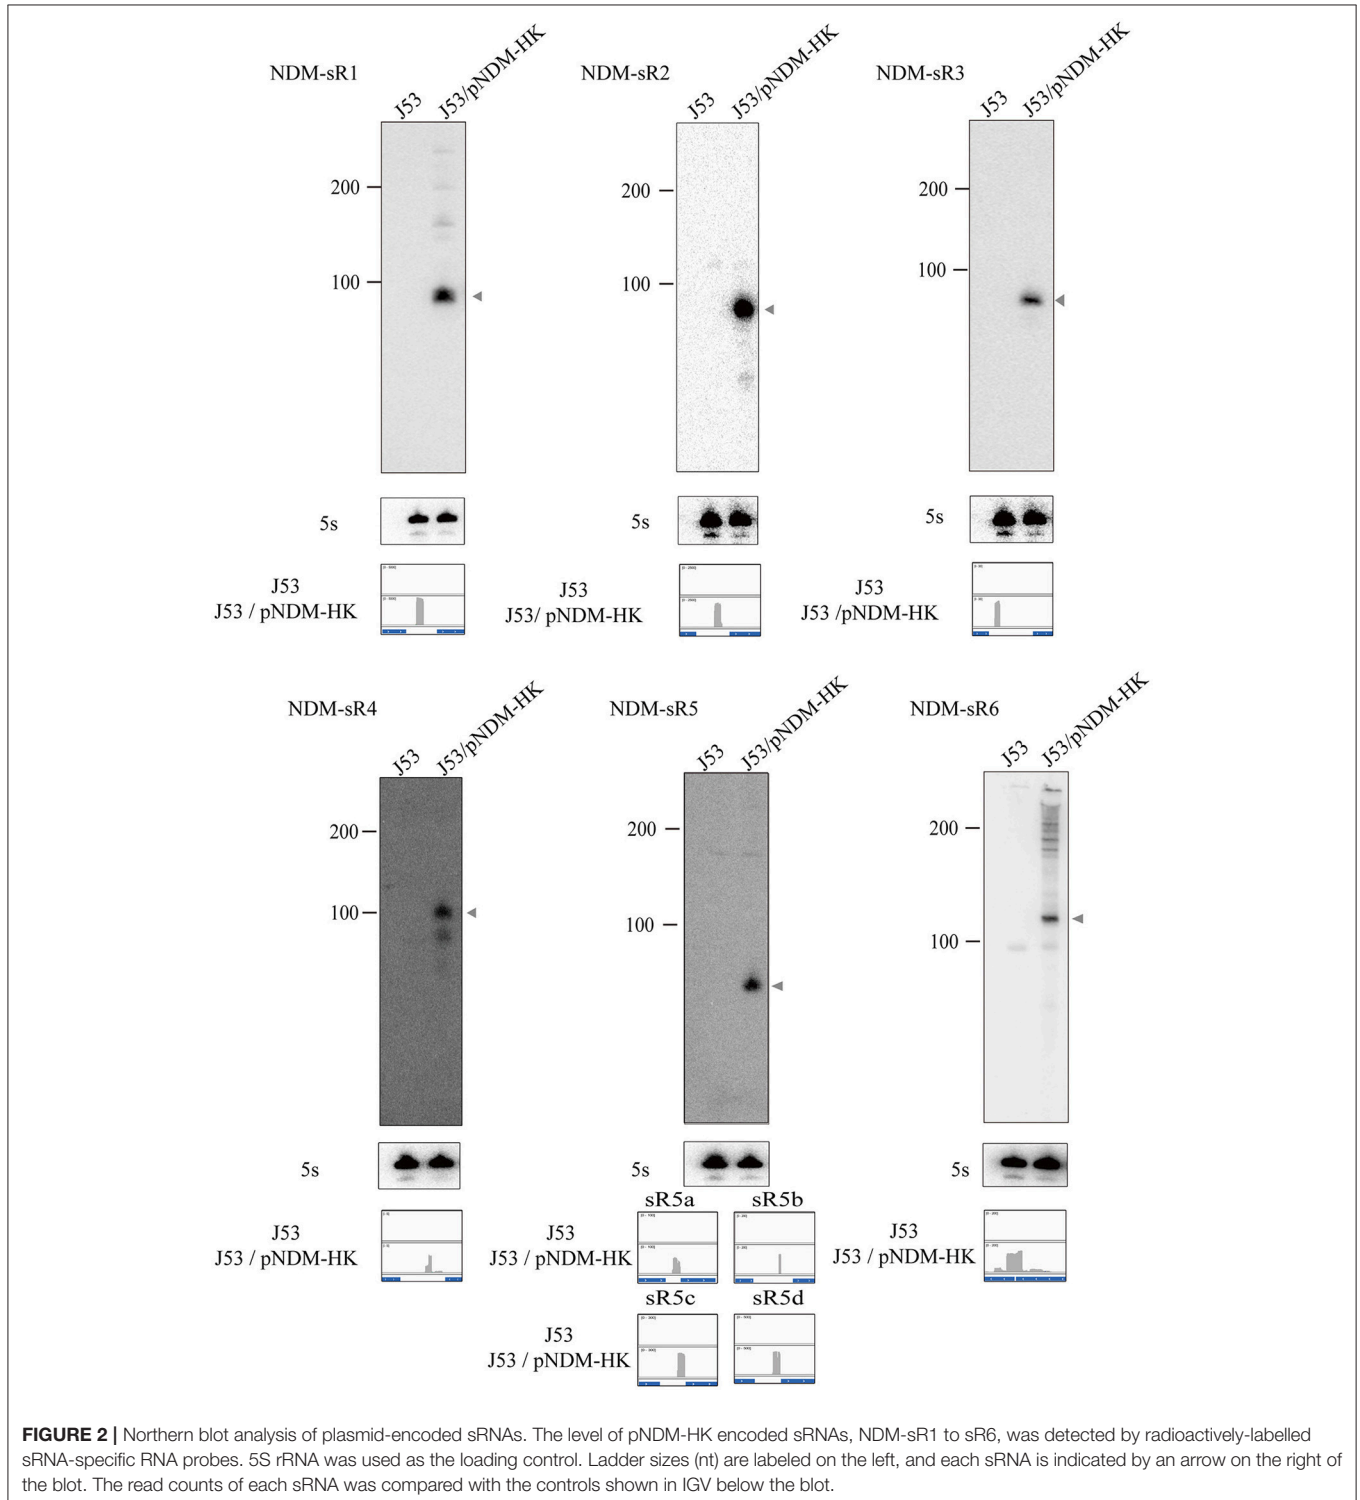 NDM-sR1
J53
J53/pNDM-HK
200
100
5s
J53
J53 / pNDM-HK
NDM-sR2
J53
J53/pNDM-HK
200
100
5s
J53
J53/ pNDM-HK
NDM-sR3
J53
J53/pNDM-HK
200
100
5s
J53
J53 /pNDM-HK
NDM-sR4
J53
J53/pNDM-HK
200
100
5s
J53
J53 / pNDM-HK
NDM-sR5
J53
J53/pNDM-HK
200
100
5s
sR5a
sR5b
J53
J53 / pNDM-HK
sR5c
sR5d
J53
J53 / pNDM-HK
NDM-sR6
J53
J53/pNDM-HK
200
100
5s
J53
J53 / pNDM-HK
FIGURE 2 | Northern blot analysis of plasmid-encoded sRNAs. The level of pNDM-HK encoded sRNAs, NDM-sR1 to sR6, was detected by radioactively-labelled
sRNA-specific RNA probes. 5S rRNA was used as the loading control. Ladder sizes (nt) are labeled on the left, and each sRNA is indicated by an arrow on the right of
the blot. The read counts of each sRNA was compared with the controls shown in IGV below the blot.